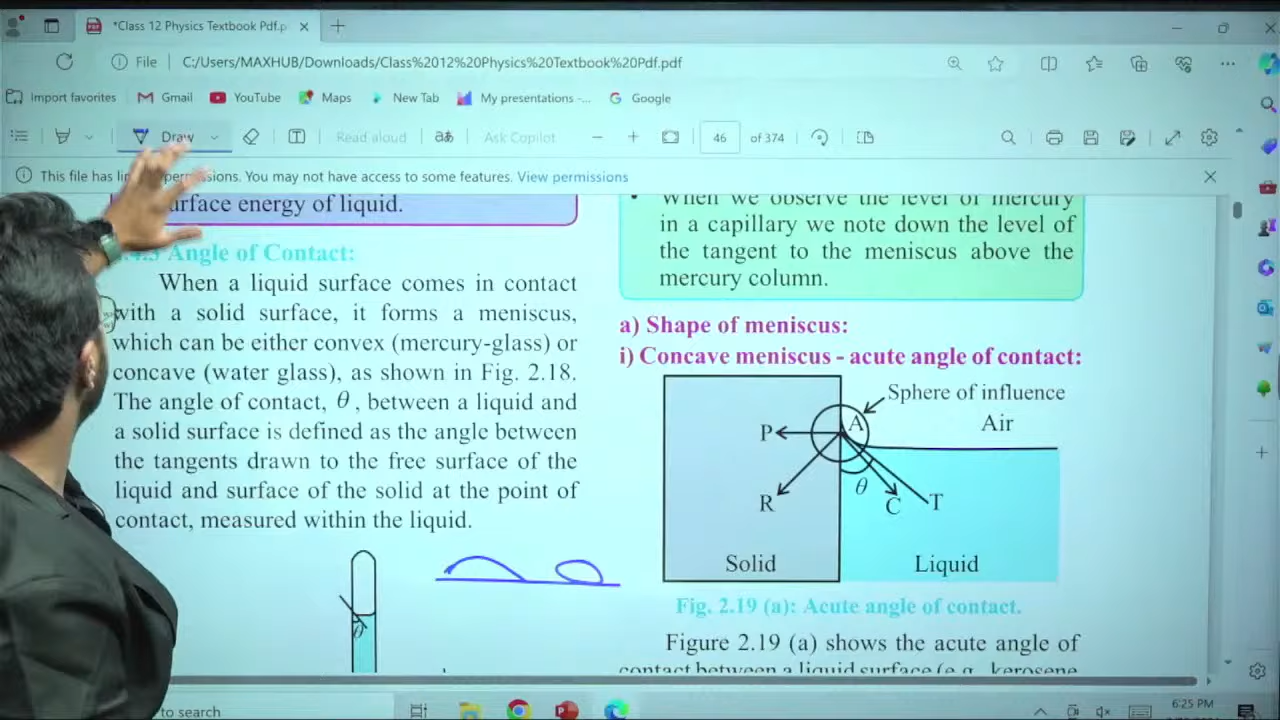 *Class 12 Physics Textbook Pdf.p
File
C:/Users/MAXHUB/Downloads/Class%2012%20Physics%20Textbook%20Pdf.pdf
Import favorites
Gmail
YouTube
Maps
New Tab
My presentations -...
Google
Draw
Read aloud
Ask Copilot
46
of 374
This file has permissions. You may not have access to some features. View permissions
urface energy of liquid.
Angle of Contact:
When a liquid surface comes in contact
with a solid surface, it forms a meniscus,
which can be either convex (mercury-glass) or
concave (water glass), as shown in Fig. 2.18.
The angle of contact, θ, between a liquid and
a solid surface is defined as the angle between
the tangents drawn to the free surface of the
liquid and surface of the solid at the point of
contact, measured within the liquid.
θ
• When we observe the level of mercury
in a capillary we note down the level of
the tangent to the meniscus above the
mercury column.
a) Shape of meniscus:
i) Concave meniscus - acute angle of contact:
Sphere of influence
Air
A
P
R
θ
C
T
Solid
Liquid
Fig. 2.19 (a): Acute angle of contact.
Figure 2.19 (a) shows the acute angle of
contact between a liquid surface (e.g., kerosene
to search
6:25 PM